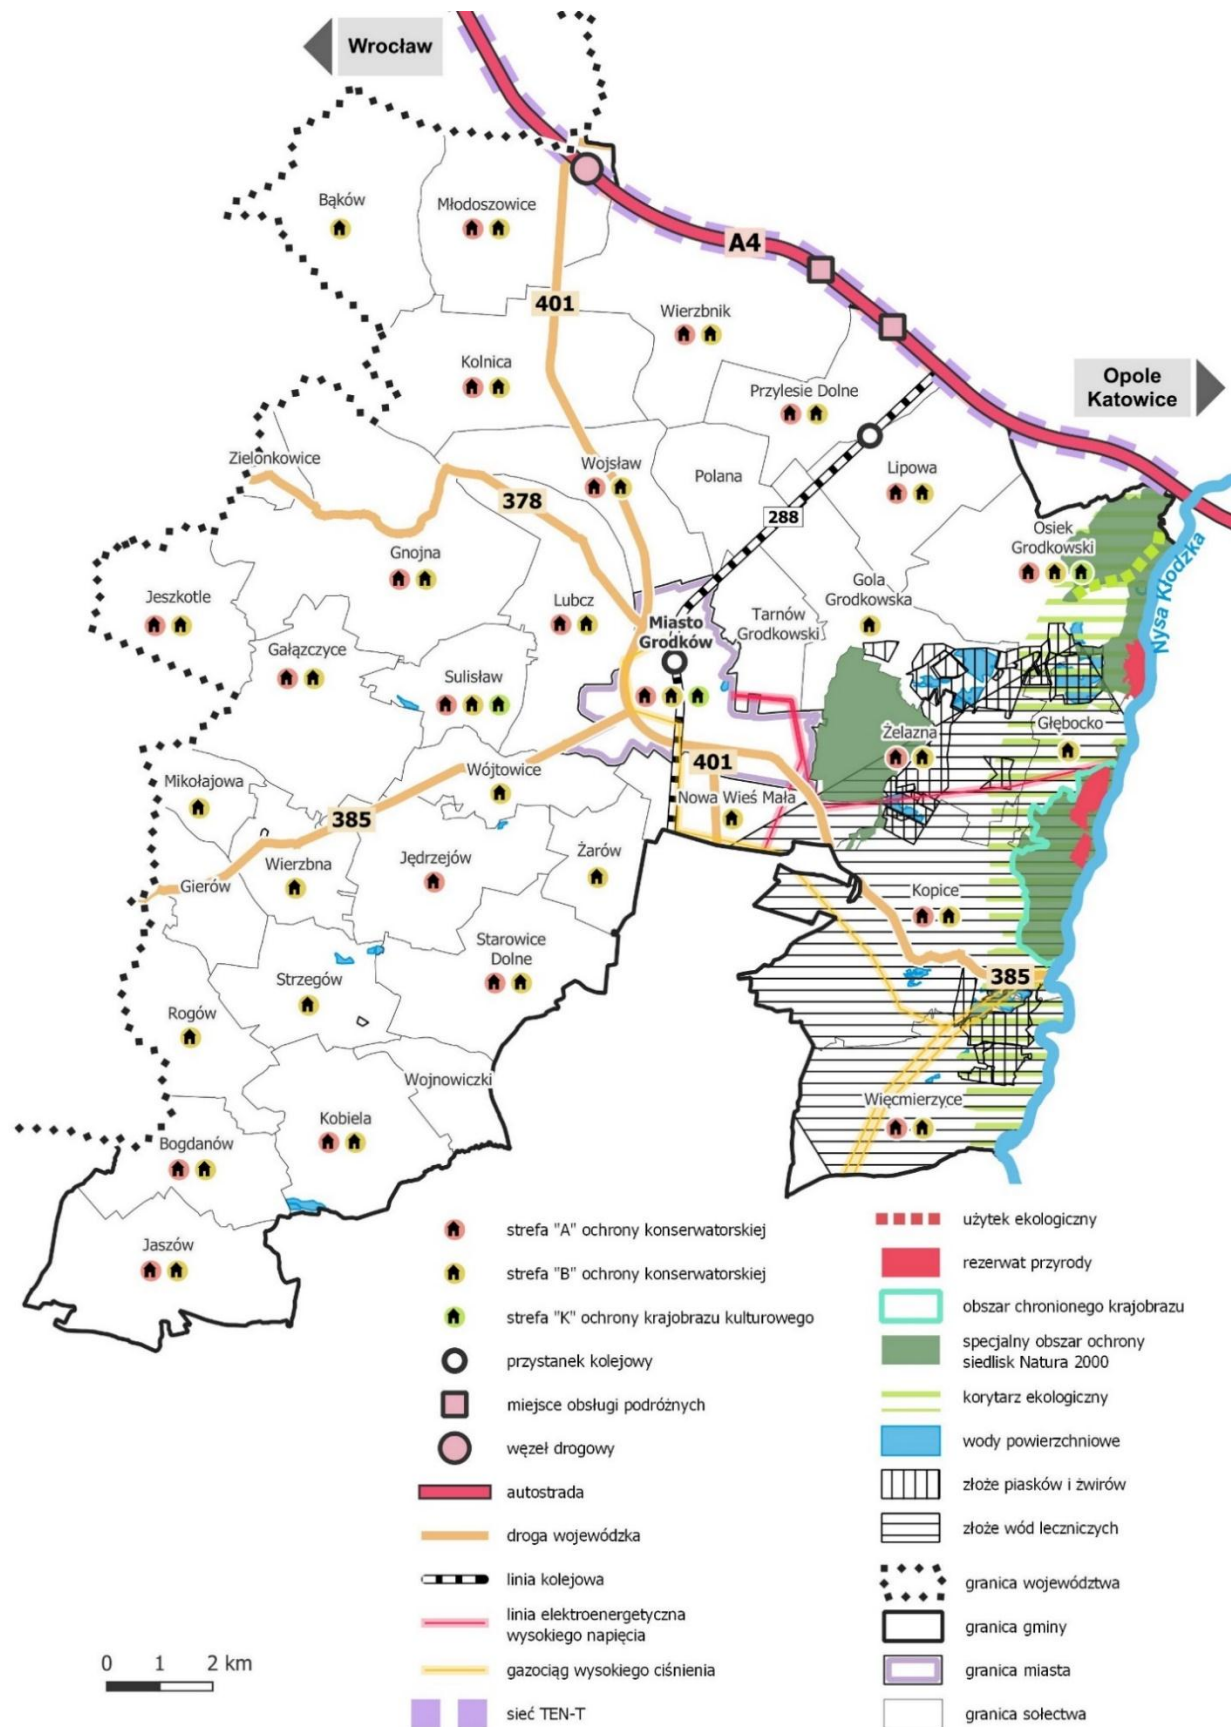 Wrocław
Bąków
Młodoszowice
A4
401
Wierzbnik
Kolnica
Opole
Katowice
Przylesie Dolne
Zielonkowice
Wojsław
Polana
Lipowa
378
288
Osiek
Grodkowski
Gnojna
Nysa Kłodzka
Jeszkotle
Lubcz
Gola
Grodkowska
Miasto
Grodków
Tarnów
Grodkowski
Gałązczyce
Sulisław
Głębocko
Żelazna
Mikołajowa
Wójtowice
401
Nowa Wieś Mała
385
Wierzbna
Jędrzejów
Żarów
Gierów
Kopice
Starowice
Dolne
Strzegów
385
Rogów
Wojnowiczki
Więcmierzyce
Kobiela
Bogdanów
Jaszów
strefa "A" ochrony konserwatorskiej
strefa "B" ochrony konserwatorskiej
strefa "K" ochrony krajobrazu kulturowego
przystanek kolejowy
miejsce obsługi podróżnych
węzeł drogowy
autostrada
droga wojewódzka
linia kolejowa
linia elektroenergetyczna
wysokiego napięcia
gazociąg wysokiego ciśnienia
sieć TEN-T
użytek ekologiczny
rezerwat przyrody
obszar chronionego krajobrazu
specjalny obszar ochrony
siedlisk Natura 2000
korytarz ekologiczny
wody powierzchniowe
złoże piasków i żwirów
złoże wód leczniczych
granica województwa
granica gminy
granica miasta
granica sołectwa
0 1 2 km